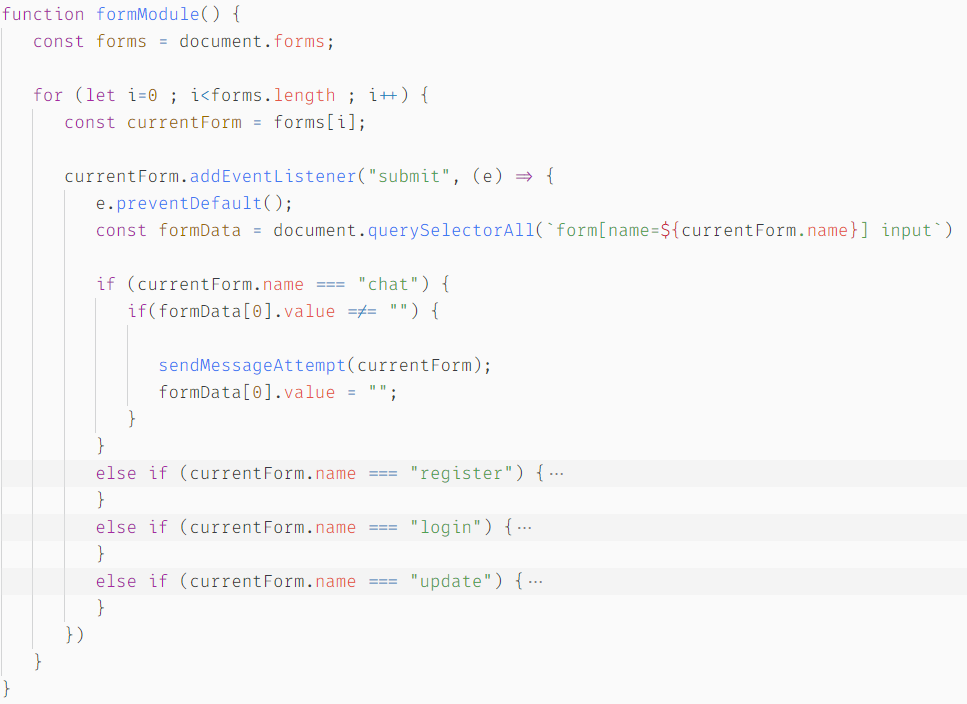 function formModule() {
const forms = document.forms;
for (let i=0 ; i<forms.length ; i++) {
const currentForm = forms[i];
currentForm.addEventListener("submit", (e) => {
e.preventDefault();
const formData = document.querySelectorAll(`form[name=${currentForm.name}] input`)
if (currentForm.name === "chat") {
if(formData[0].value !== "") {
sendMessageAttempt(currentForm);
formData[0].value = "";
}
}
else if (currentForm.name === "register") {···
}
else if (currentForm.name === "login") {···
}
else if (currentForm.name === "update") {···
}
})
}
}